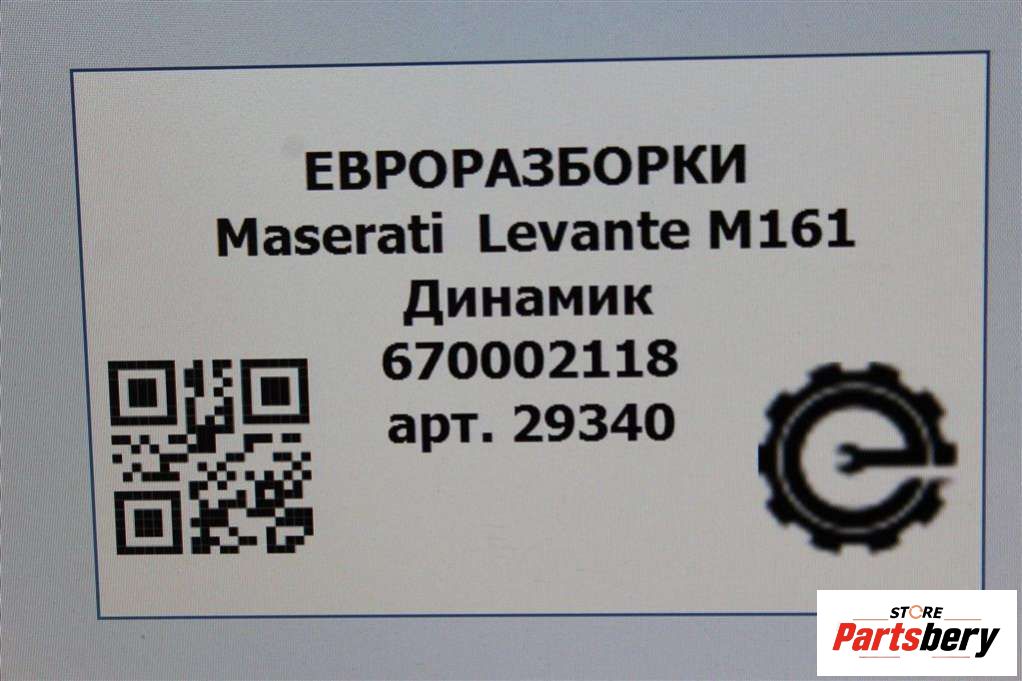 ЕВРОРАЗБОРКИ
Maserati Levante M161
Динамик
670002118
арт. 29340
STORE
Partsbery